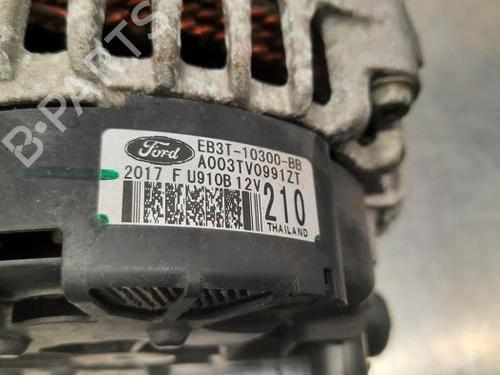 Ford
EB3T-10300-BB
A003TV0991ZT
2017 F U910B 12V
210
THAILAND
B-PARTS